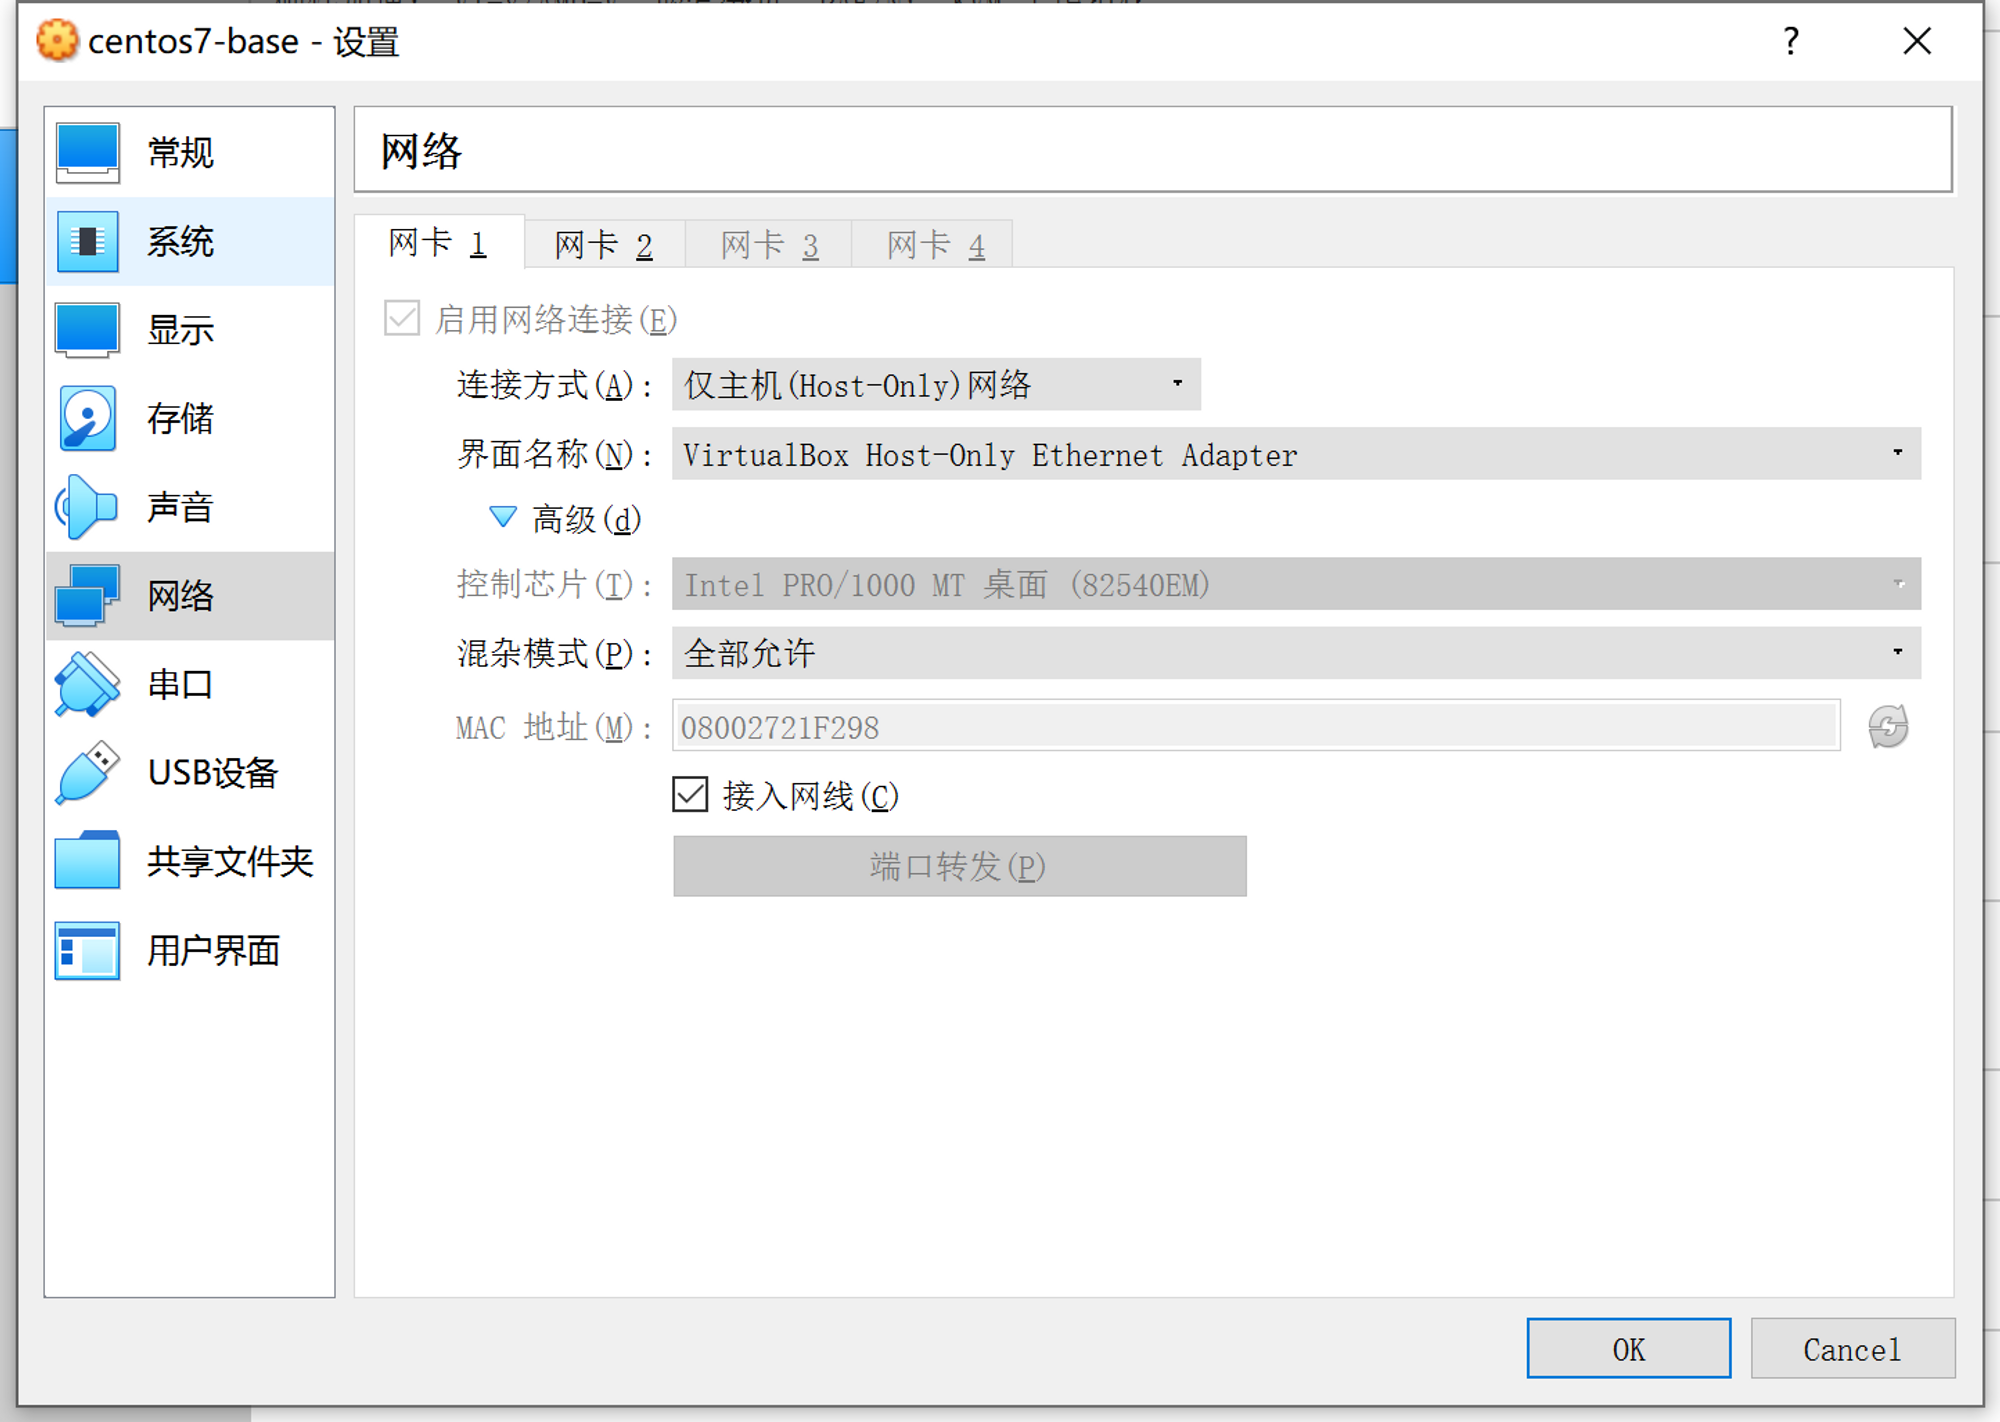 centos7-base - 设置
?
常规
系统
显示
存储
声音
网络
串口
USB设备
共享文件夹
用户界面
网络
网卡 1
网卡 2
网卡 3
网卡 4
启用网络连接(E)
连接方式(A): 仅主机(Host-Only)网络
界面名称(N): VirtualBox Host-Only Ethernet Adapter
高级(d)
控制芯片(T): Intel PRO/1000 MT 桌面 (82540EM)
混杂模式(P): 全部允许
MAC 地址(M): 08002721F298
接入网线(C)
端口转发(P)
OK
Cancel